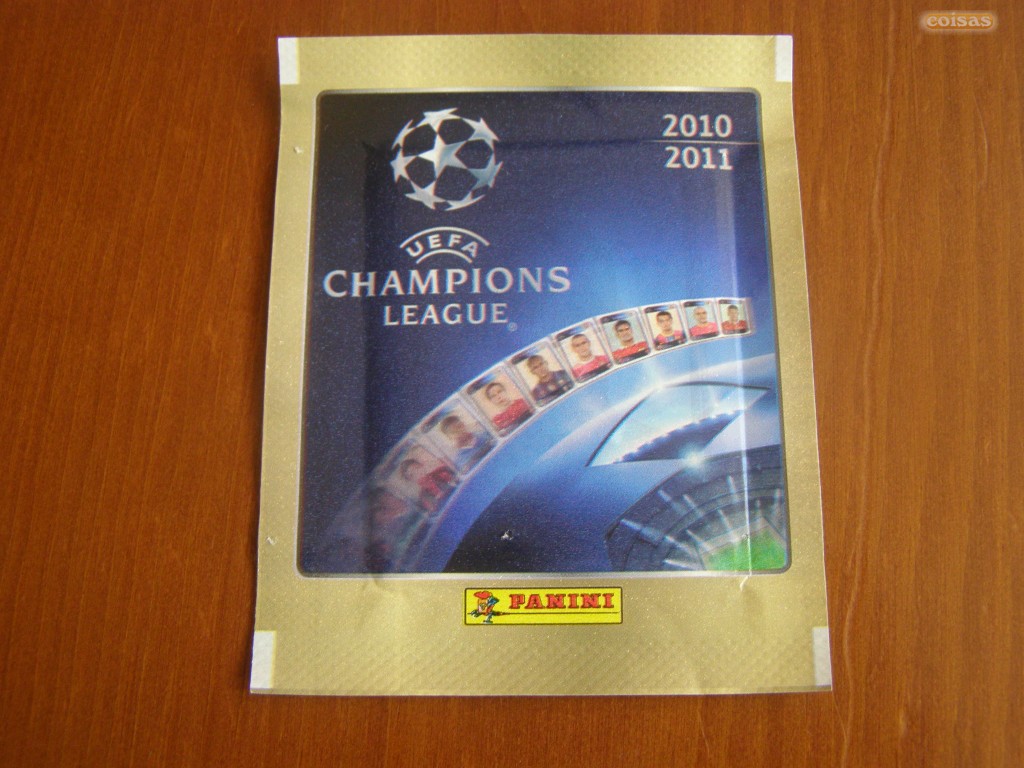 coisas
2010
2011
UEFA
CHAMPIONS
LEAGUE®
PANINI